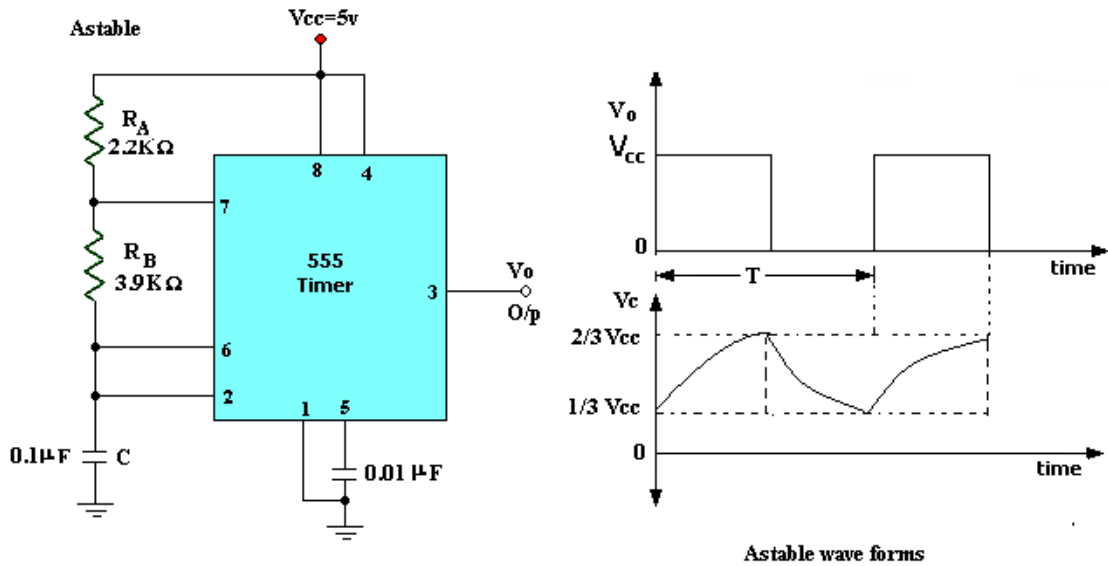 Astable
Vcc=5v
R_A
2.2KΩ
8
4
7
R_B
3.9KΩ
555
Timer
3
Vo
O/p
6
2
1
5
0.1µF
C
0.01 µF
Vo
Vcc
0
time
T
Vc
2/3 Vcc
1/3 Vcc
0
time
Astable wave forms